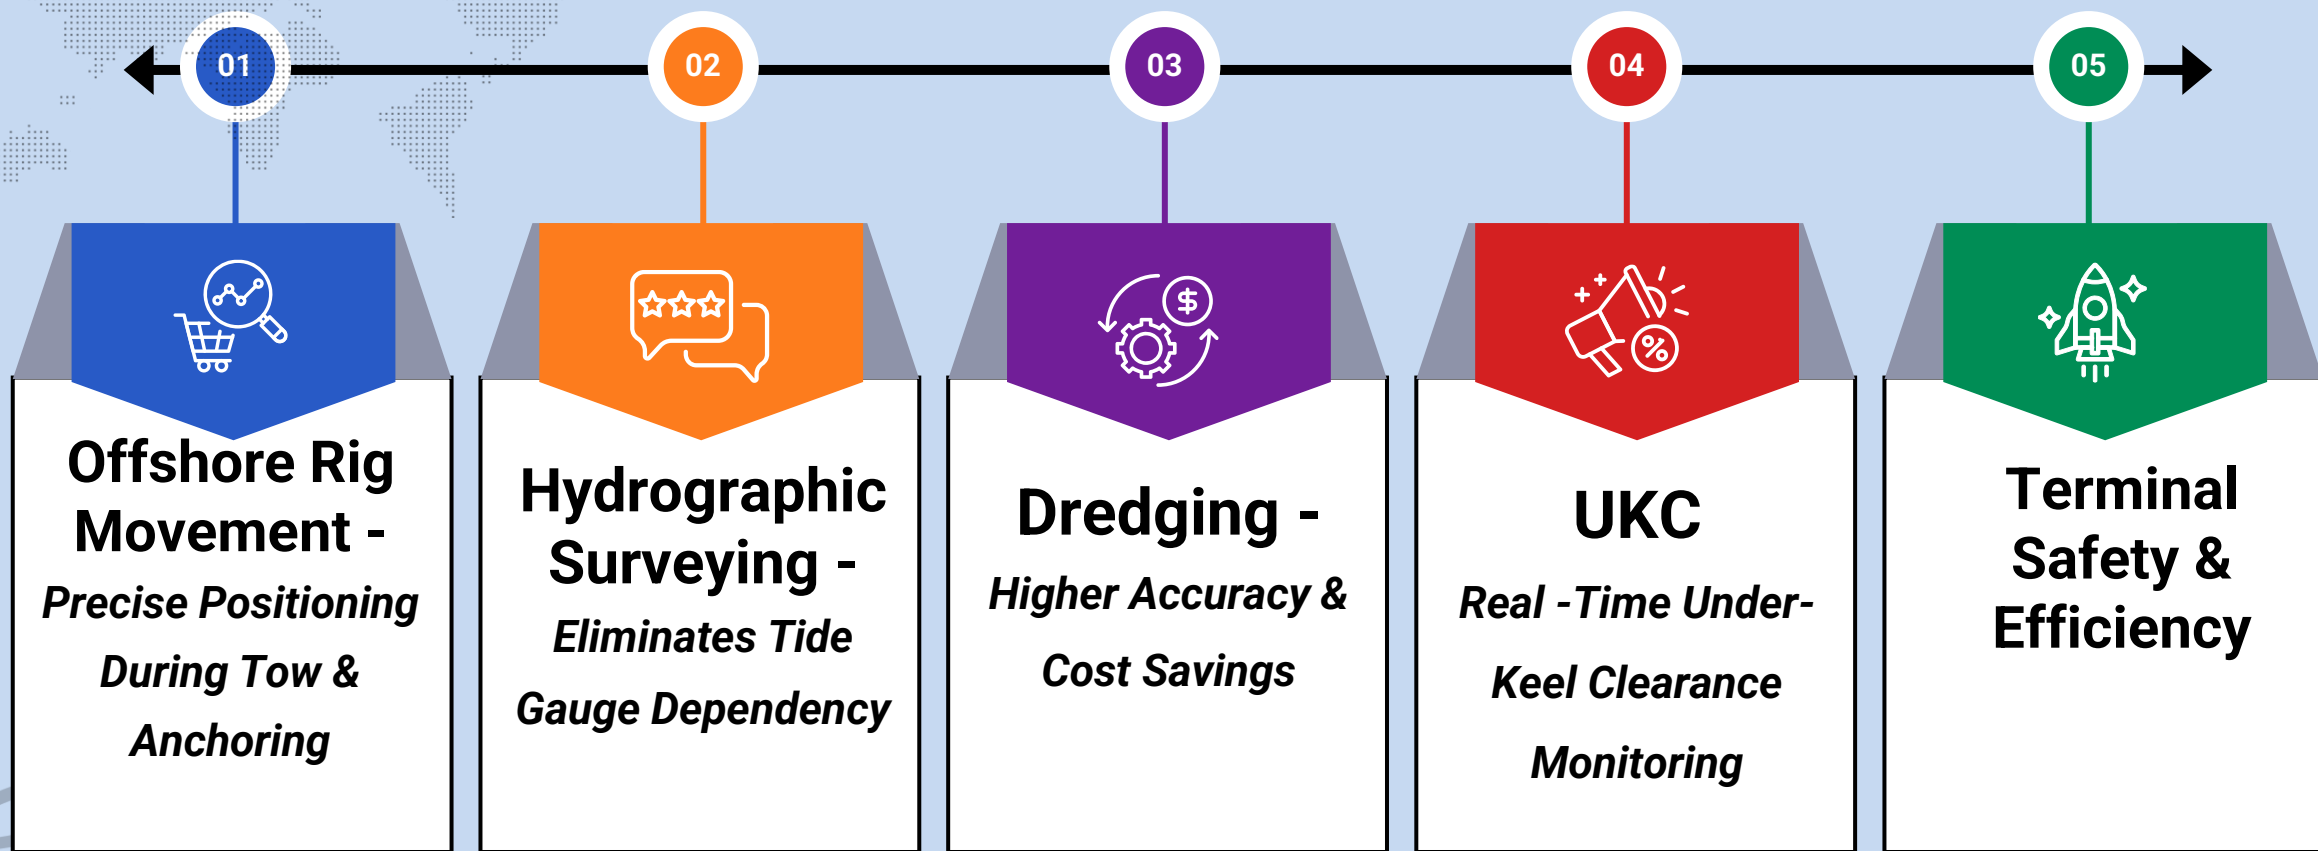 01
02
03
04
05
Offshore Rig
Movement -
Precise Positioning
During Tow &
Anchoring
Hydrographic
Surveying -
Eliminates Tide
Gauge Dependency
Dredging -
Higher Accuracy &
Cost Savings
UKC
Real -Time Under-
Keel Clearance
Monitoring
Terminal
Safety &
Efficiency